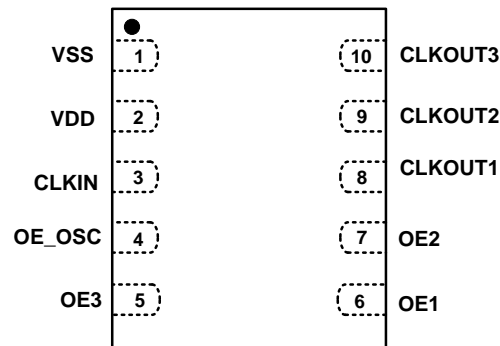 VSS 1 10 CLKOUT3
VDD 2 9 CLKOUT2
CLKIN 3 8 CLKOUT1
OE_OSC 4 7 OE2
OE3 5 6 OE1